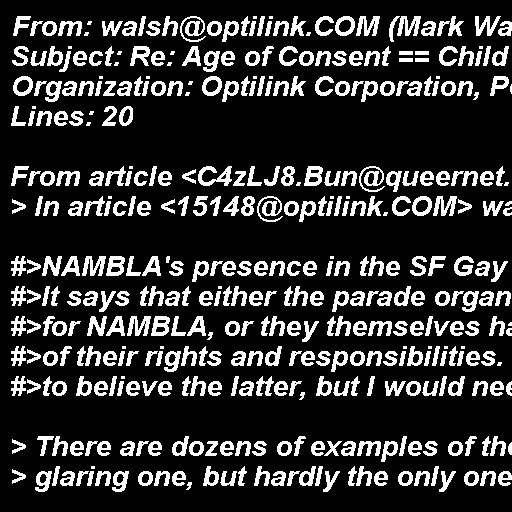 From: walsh@optilink.COM (Mark Wa
Subject: Re: Age of Consent == Child
Organization: Optilink Corporation, P
Lines: 20
From article <C4zLJ8.Bun@queernet.
> In article <15148@optilink.COM> wa
#>NAMBLA's presence in the SF Gay
#>It says that either the parade organ
#>for NAMBLA, or they themselves ha
#>of their rights and responsibilities.
#>to believe the latter, but I would nee
> There are dozens of examples of the
> glaring one, but hardly the only one